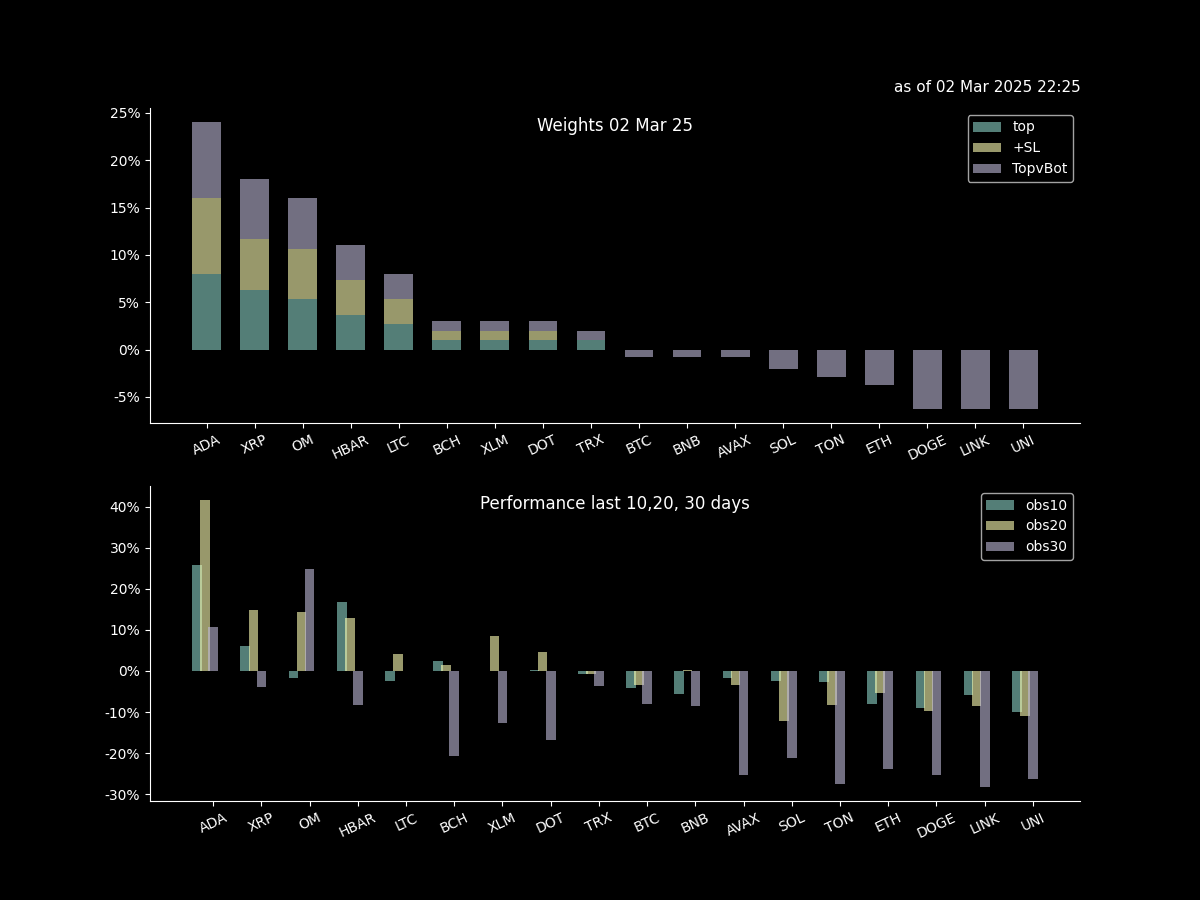 as of 02 Mar 2025 22:25
Weights 02 Mar 25
top
+SL
TopvBot
25%
20%
15%
10%
5%
0%
-5%
ADA XRP OM HBAR LTC BCH XLM DOT TRX BTC BNB AVAX SOL TON ETH DOGE LINK UNI
Performance last 10,20, 30 days
obs10
obs20
obs30
40%
30%
20%
10%
0%
-10%
-20%
-30%
ADA XRP OM HBAR LTC BCH XLM DOT TRX BTC BNB AVAX SOL TON ETH DOGE LINK UNI